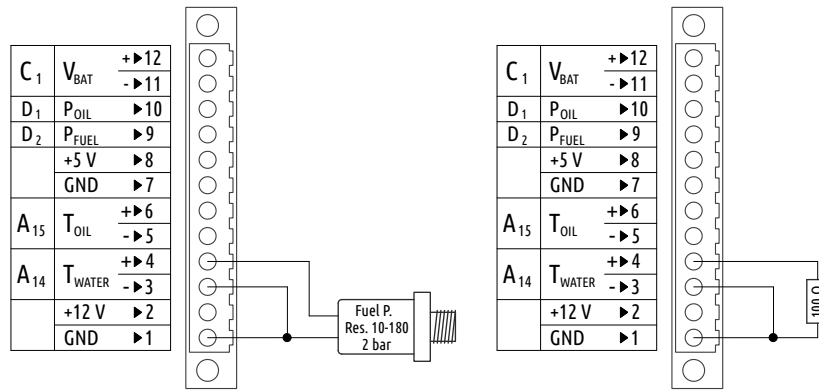 C1 VBAT +▶12
-▶11
D1 POIL ▶10
D2 PFUEL ▶9
+5 V ▶8
GND ▶7
A15 TOIL +▶6
-▶5
A14 TWATER +▶4
-▶3
+12 V ▶2
GND ▶1
Fuel P.
Res. 10-180
2 bar
C1 VBAT +▶12
-▶11
D1 POIL ▶10
D2 PFUEL ▶9
+5 V ▶8
GND ▶7
A15 TOIL +▶6
-▶5
A14 TWATER +▶4
-▶3
+12 V ▶2
GND ▶1
100 Ω